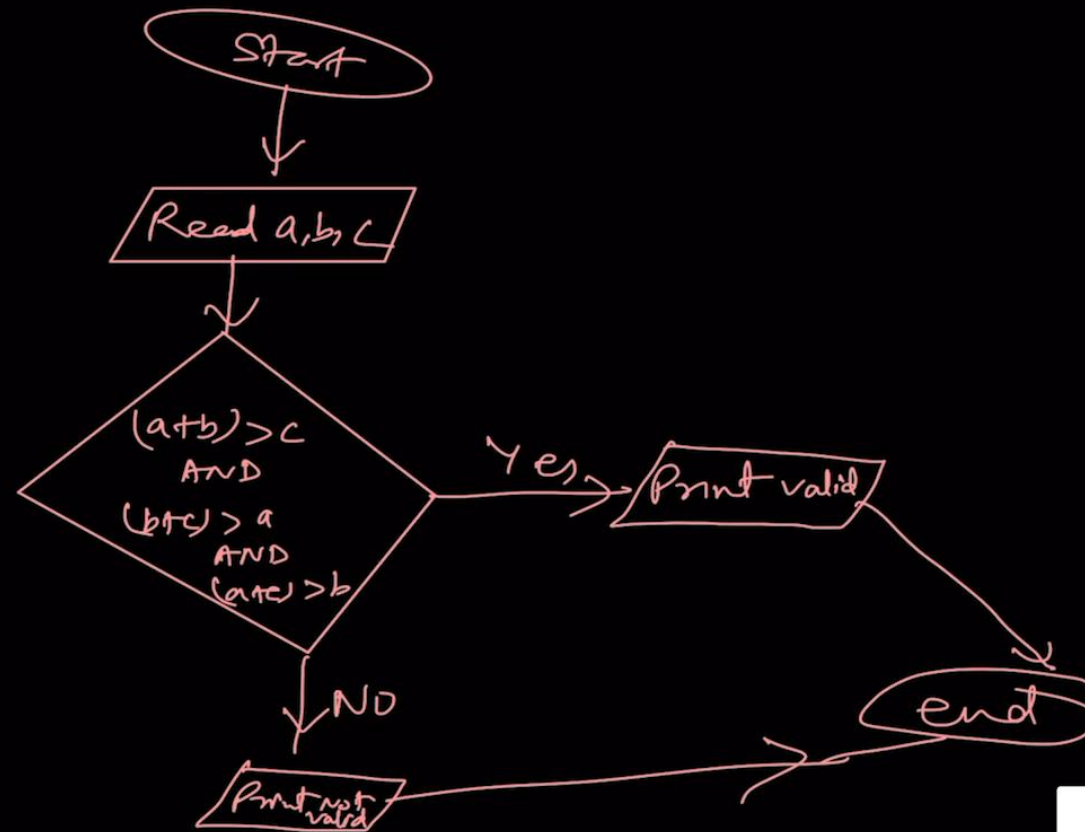 Start
Read a, b, c
(a+b)>c
AND
(b+c)>a
AND
(a+c)>b
Yes
Print valid
NO
end
Print not
valid